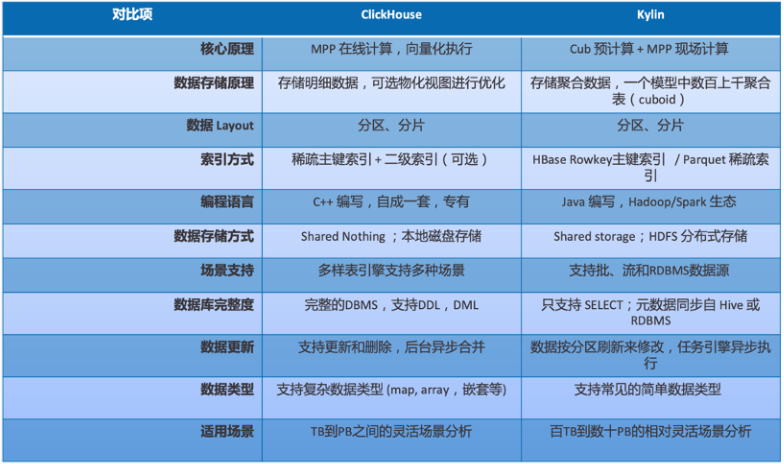 对比项 ClickHouse Kylin
核心原理 MPP 在线计算，向量化执行 Cub 预计算 + MPP 现场计算
数据存储原理 存储明细数据，可选物化视图进行优化 存储聚合数据，一个模型中数百上千聚合
表（cuboid）
数据 Layout 分区、分片 分区、分片
索引方式 稀疏主键索引 + 二级索引（可选） HBase Rowkey主键索引 / Parquet 稀疏索
引
编程语言 C++ 编写，自成一套，专有 Java 编写，Hadoop/Spark 生态
数据存储方式 Shared Nothing ；本地磁盘存储 Shared storage；HDFS 分布式存储
场景支持 多样表引擎支持多种场景 支持批、流和RDBMS数据源
数据库完整度 完整的DBMS，支持DDL，DML 只支持 SELECT；元数据同步自 Hive 或
RDBMS
数据更新 支持更新和删除，后台异步合并 数据按分区刷新来修改，任务引擎异步执
行
数据类型 支持复杂数据类型 (map, array，嵌套等) 支持常见的简单数据类型
适用场景 TB到PB之间的灵活场景分析 百TB到数十PB的相对灵活场景分析